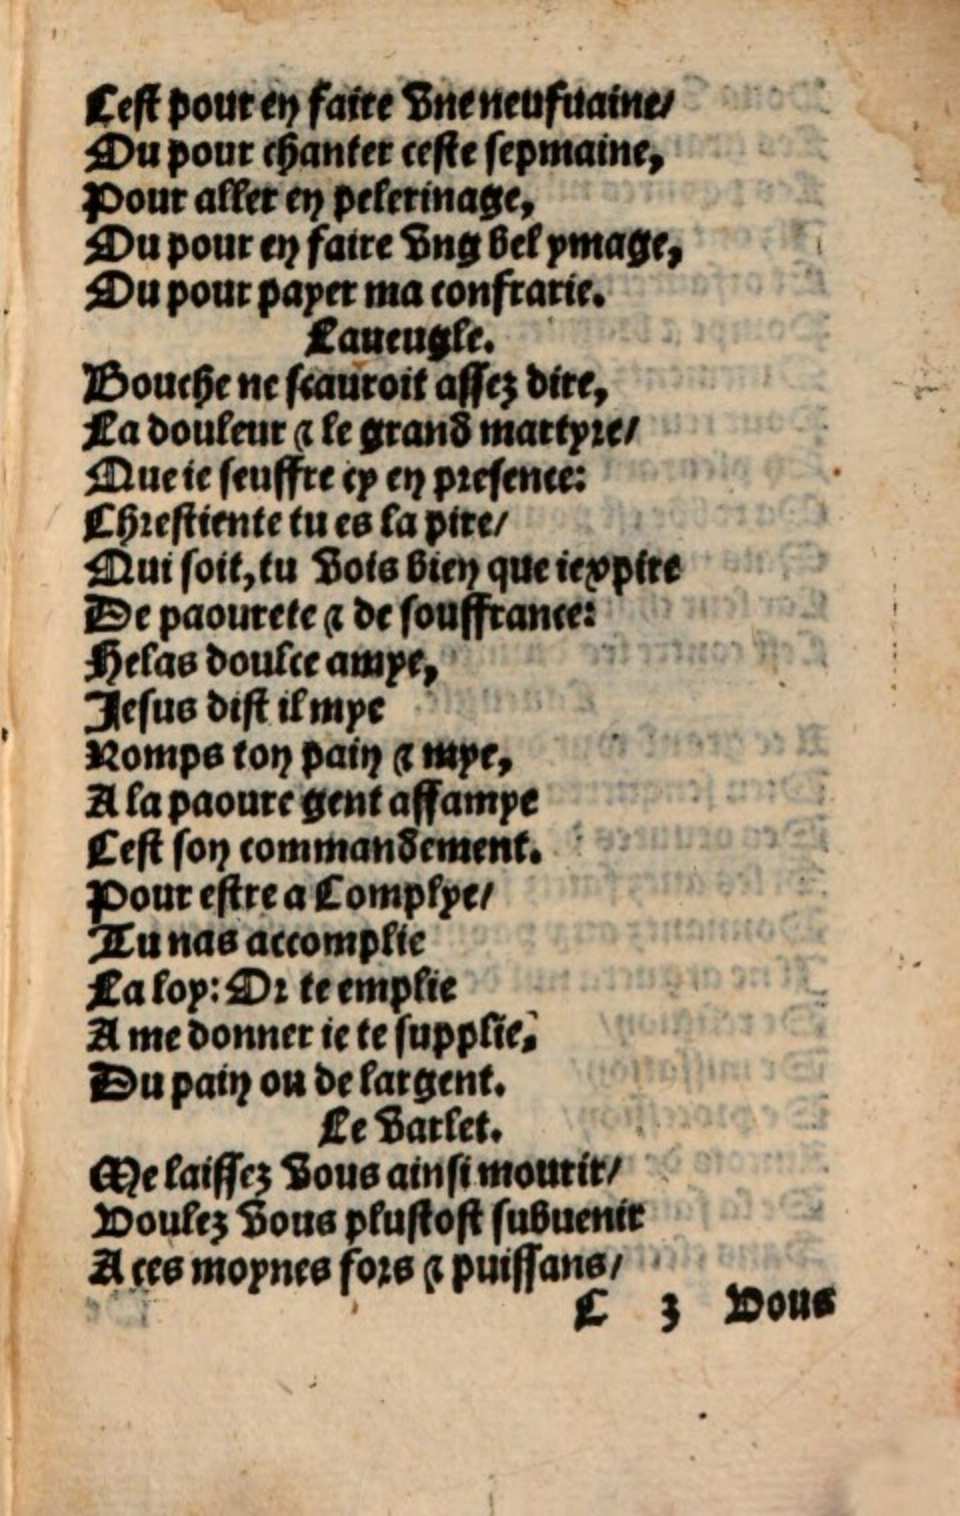 Cest pour en faire vne neufuaine/
Ou pour chanter ceste sepmaine,
Pour aller en pelerinage,
Ou pour en faire vng bel ymage,
Ou pour payer ma confrarie.
Laueugle.
Bouche ne scauroit assez dire,
La douleur & le grand martyre/
Que ie seuffre cy en presence:
Chrestiente tu es la pire/
Qui soit, tu vois bien que iexpire
De paourete & de souffrance:
Helas doulce amye,
Jesus dist il mye
Romps ton pain & mye,
A la paoure gent affamye
Cest son commandement.
Pour estre a Complye/
Tu nas accomplie
La loy: Or te emplie
A me donner ie te supplie,
Du pain ou de largent.
Le varlet.
Me laissez vous ainsi mourir/
Voulez vous plustost subuenir
A ces moynes fors & puissans/
C 3 Vous